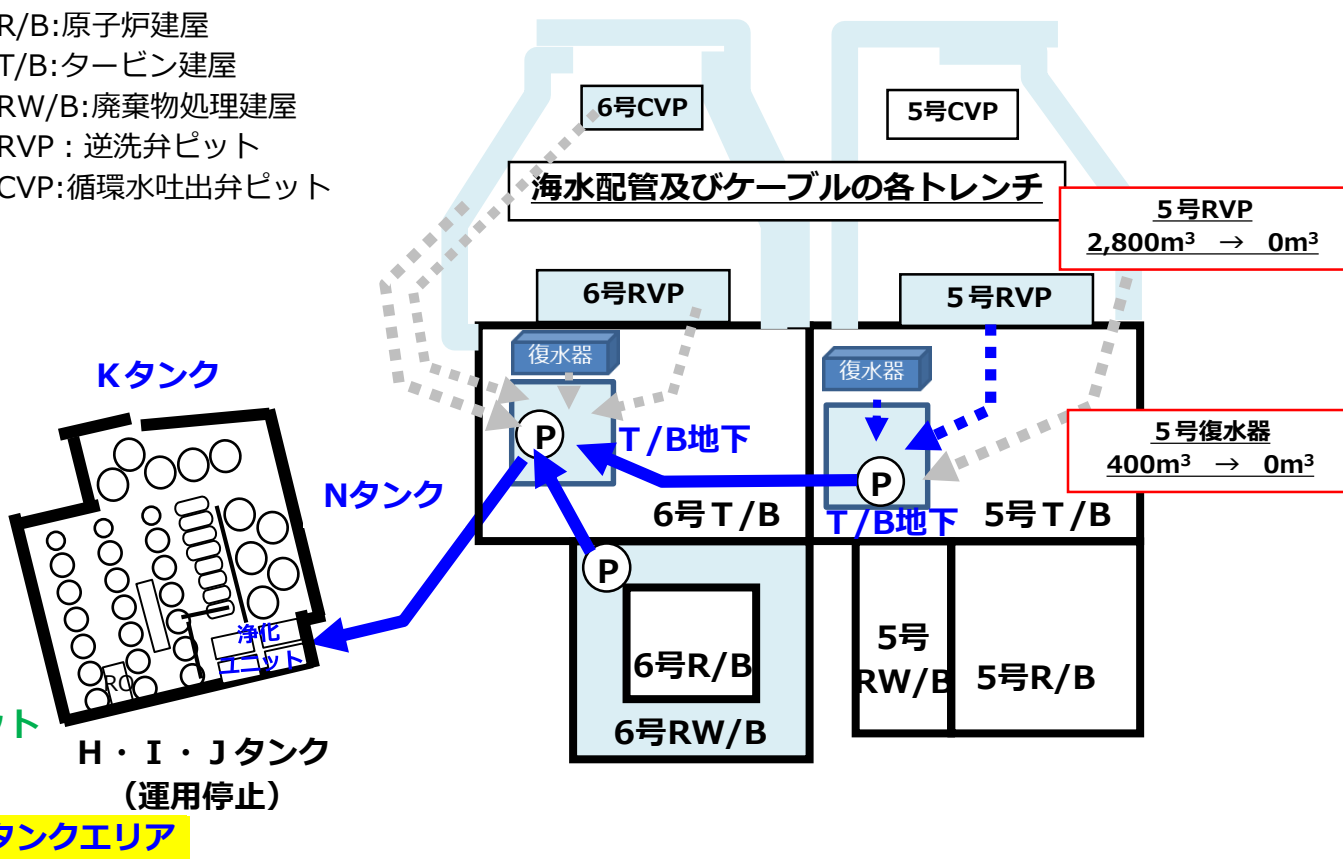 R/B:原子炉建屋
T/B:タービン建屋
RW/B:廃棄物処理建屋
RVP：逆洗弁ピット
CVP:循環水吐出弁ピット
6号CVP
5号CVP
海水配管及びケーブルの各トレンチ
５号RVP
2,800m³ → 0m³
6号RVP
５号RVP
復水器
復水器
Kタンク
P
T/B地下
５号復水器
400m³ → 0m³
Nタンク
P
6号T/B
T/B地下
5号T/B
P
浄化
ユニット
RO
6号R/B
5号
RW/B
5号R/B
6号RW/B
ット
H・I・Jタンク
（運用停止）
タンクエリア